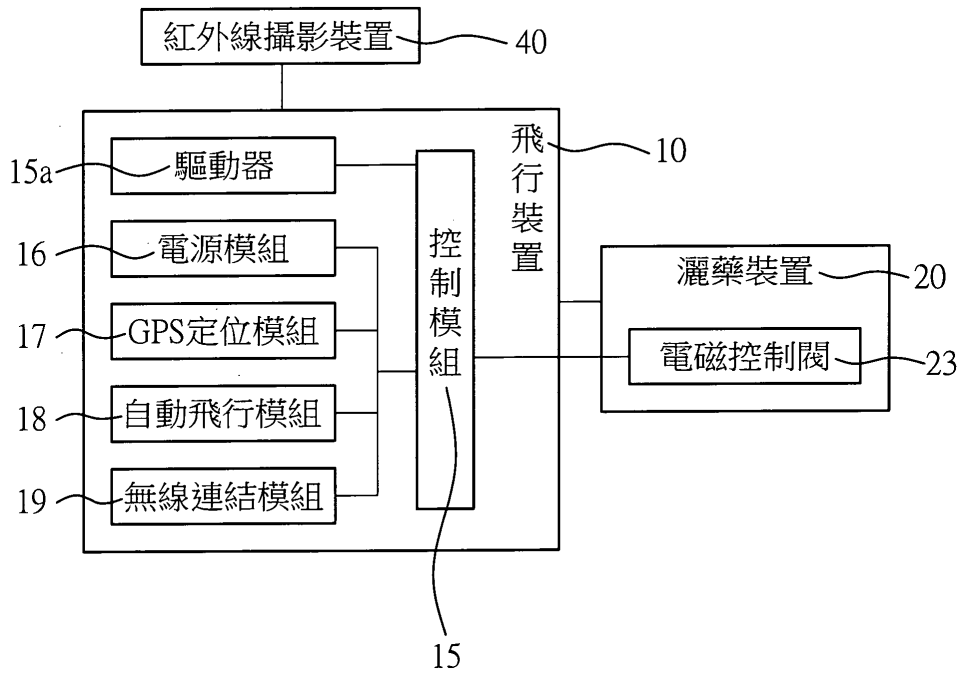 紅外線攝影裝置
40
飛行裝置
10
15a
驅動器
16
電源模組
17
GPS定位模組
18
自動飛行模組
19
無線連結模組
控制模組
15
灑藥裝置
20
電磁控制閥
23